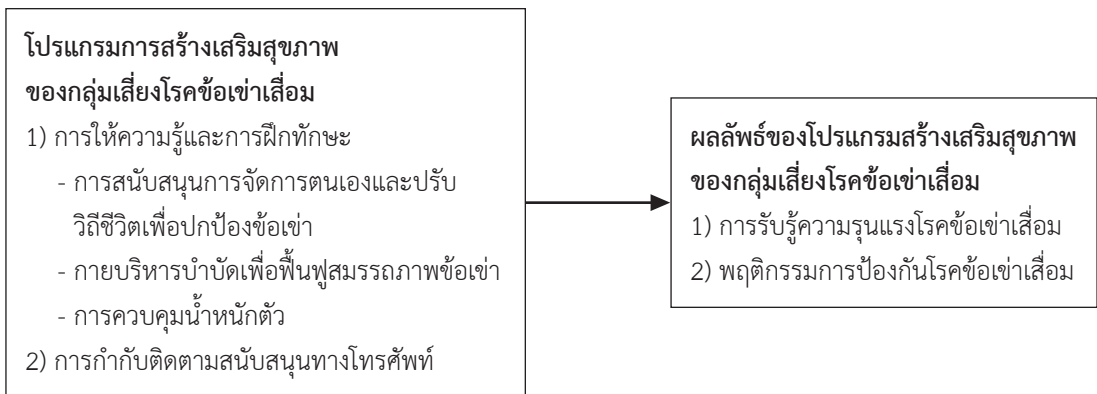 โปรแกรมการสร้างเสริมสุขภาพ
ของกลุ่มเสี่ยงโรคข้อเข่าเสื่อม
1) การให้ความรู้และการฝึกทักษะ
- การสนับสนุนการจัดการตนเองและปรับ
วิถีชีวิตเพื่อปกป้องข้อเข่า
- กายบริหารบำบัดเพื่อฟื้นฟูสมรรถภาพข้อเข่า
- การควบคุมน้ำหนักตัว
2) การกำกับติดตามสนับสนุนทางโทรศัพท์
ผลลัพธ์ของโปรแกรมสร้างเสริมสุขภาพ
ของกลุ่มเสี่ยงโรคข้อเข่าเสื่อม
1) การรับรู้ความรุนแรงโรคข้อเข่าเสื่อม
2) พฤติกรรมการป้องกันโรคข้อเข่าเสื่อม